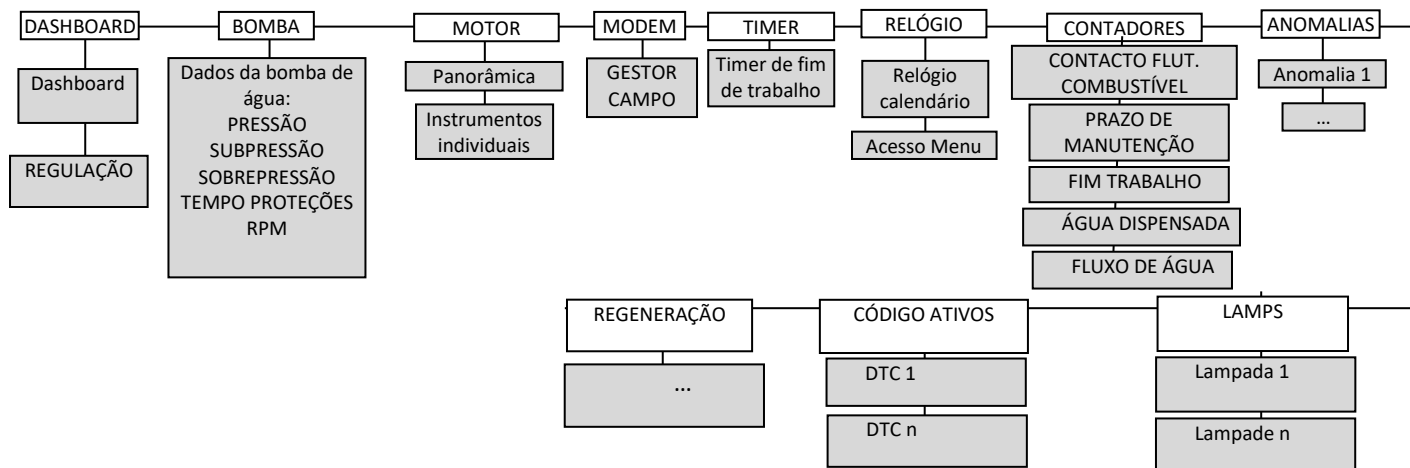 DASHBOARD
BOMBA
MOTOR
MODEM
TIMER
RELÓGIO
CONTADORES
ANOMALIAS
Dashboard
REGULAÇÃO
Dados da bomba de
água:
PRESSÃO
SUBPRESSÃO
SOBREPRESSÃO
TEMPO PROTEÇÕES
RPM
Panorâmica
Instrumentos
individuais
GESTOR
CAMPO
Timer de fim
de trabalho
Relógio
calendário
Acesso Menu
CONTACTO FLUT.
COMBUSTÍVEL
PRAZO DE
MANUTENÇÃO
FIM TRABALHO
ÁGUA DISPENSADA
FLUXO DE ÁGUA
Anomalia 1
...
REGENERAÇÃO
CÓDIGO ATIVOS
LAMPS
...
DTC 1
DTC n
Lampada 1
Lampade n